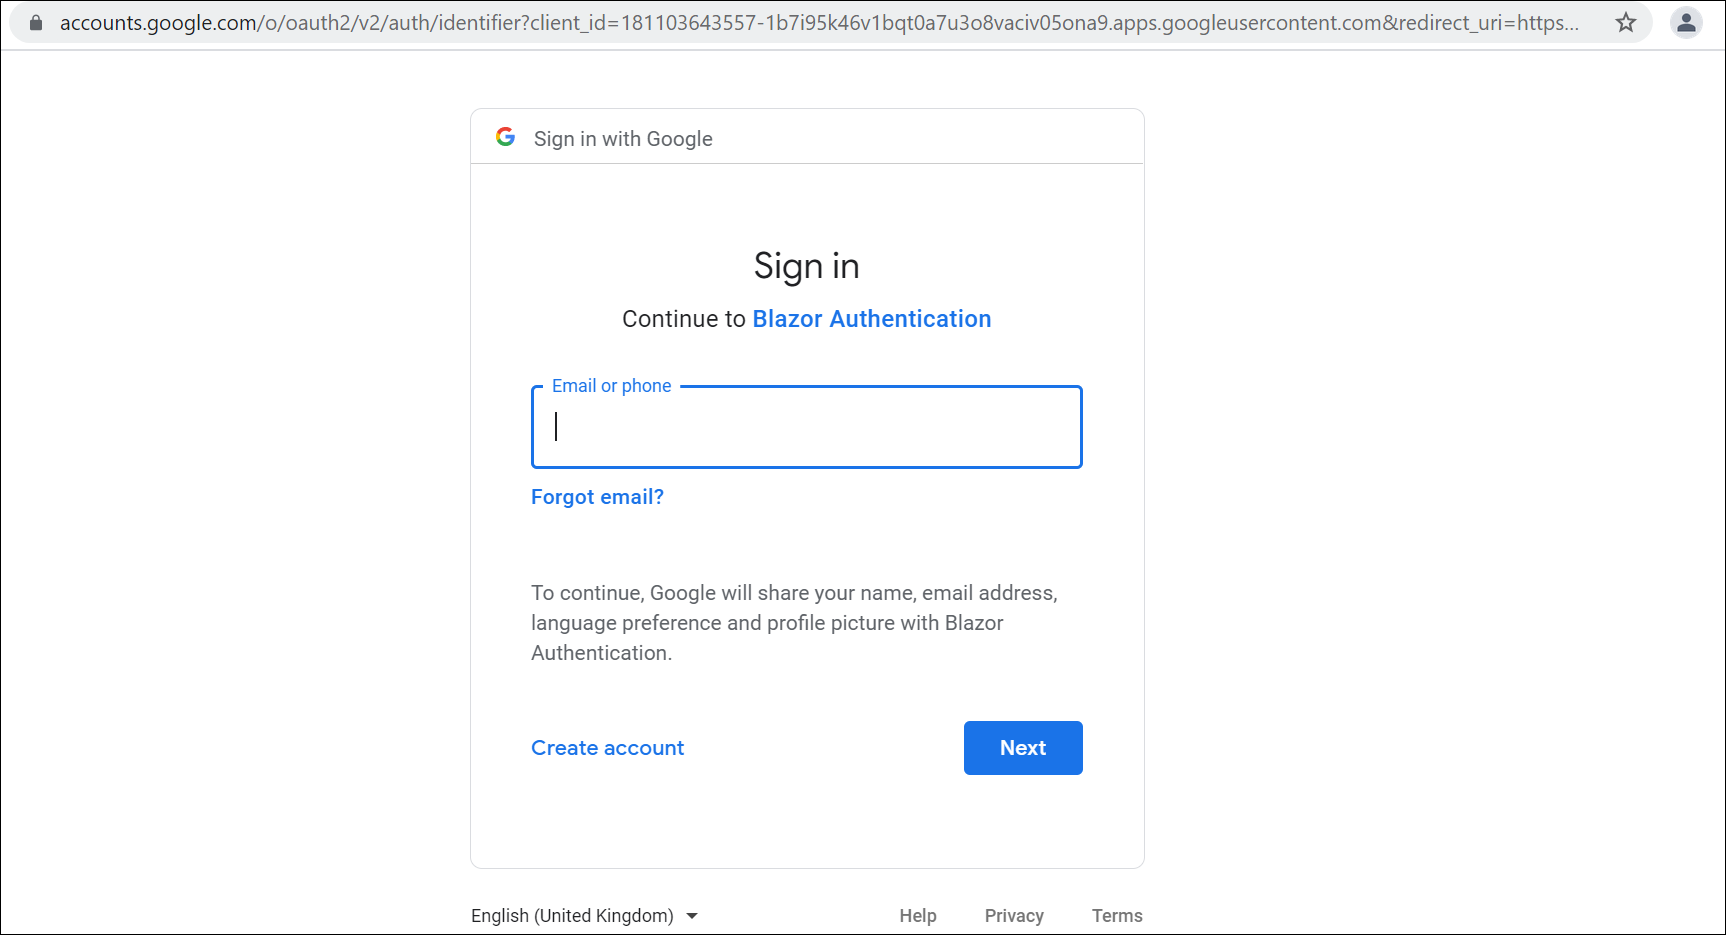 accounts.google.com/o/oauth2/v2/auth/identifier?client_id=181103643557-1b7i95k46v1bqt0a7u3o8vaciv05ona9.apps.googleusercontent.com&redirect_uri=https...
Sign in with Google
Sign in
Continue to Blazor Authentication
Email or phone
Forgot email?
To continue, Google will share your name, email address,
language preference and profile picture with Blazor
Authentication.
Create account
Next
English (United Kingdom)
Help
Privacy
Terms